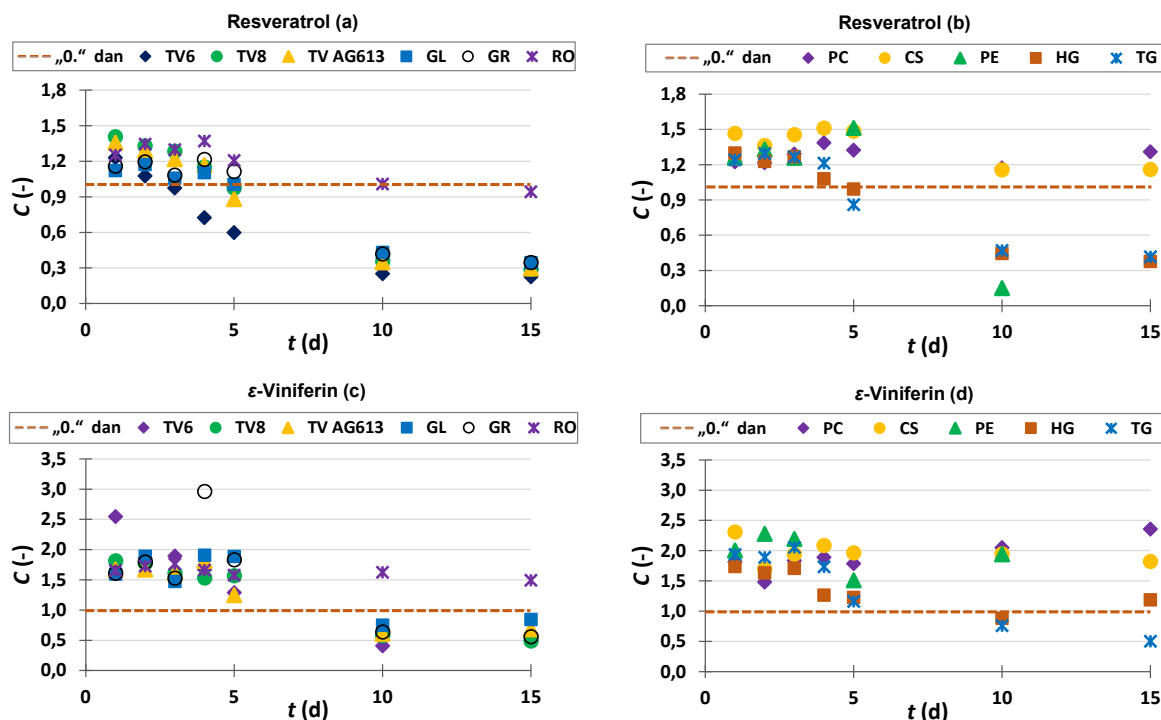 Resveratrol (a)
„0.“ dan TV6 TV8 TV AG613 GL GR RO
1,8
1,5
1,2
0,9
0,6
0,3
0,0
C (-)
0 5 10 15
t (d)
Resveratrol (b)
„0.“ dan PC CS PE HG TG
1,8
1,5
1,2
0,9
0,6
0,3
0,0
C (-)
0 5 10 15
t (d)
ε-Viniferin (c)
„0.“ dan TV6 TV8 TV AG613 GL GR RO
3,5
3,0
2,5
2,0
1,5
1,0
0,5
0,0
C (-)
0 5 10 15
t (d)
ε-Viniferin (d)
„0.“ dan PC CS PE HG TG
3,5
3,0
2,5
2,0
1,5
1,0
0,5
0,0
C (-)
0 5 10 15
t (d)